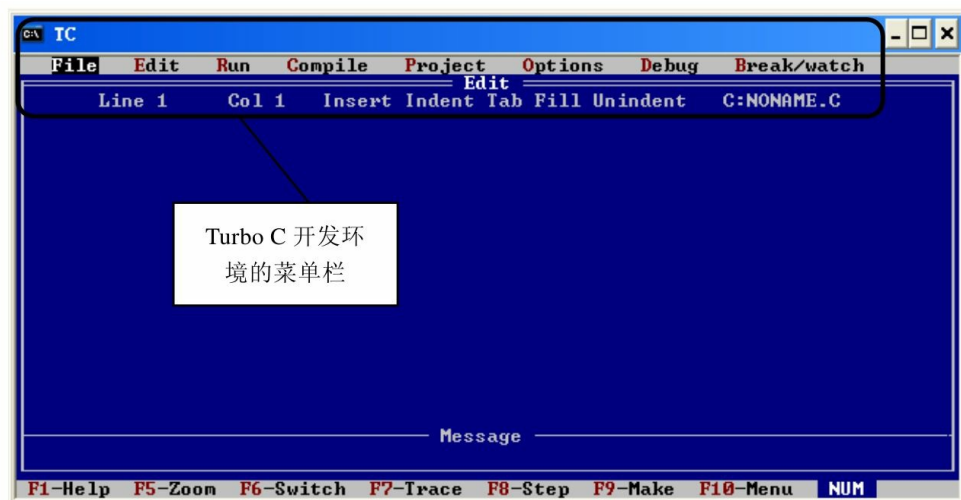 C:\ TC
File Edit Run Compile Project Options Debug Break/watch
Edit
Line 1 Col 1 Insert Indent Tab Fill Unindent C:NONAME.C
Turbo C 开发环
境的菜单栏
Message
F1-Help F5-Zoom F6-Switch F7-Trace F8-Step F9-Make F10-Menu NUM